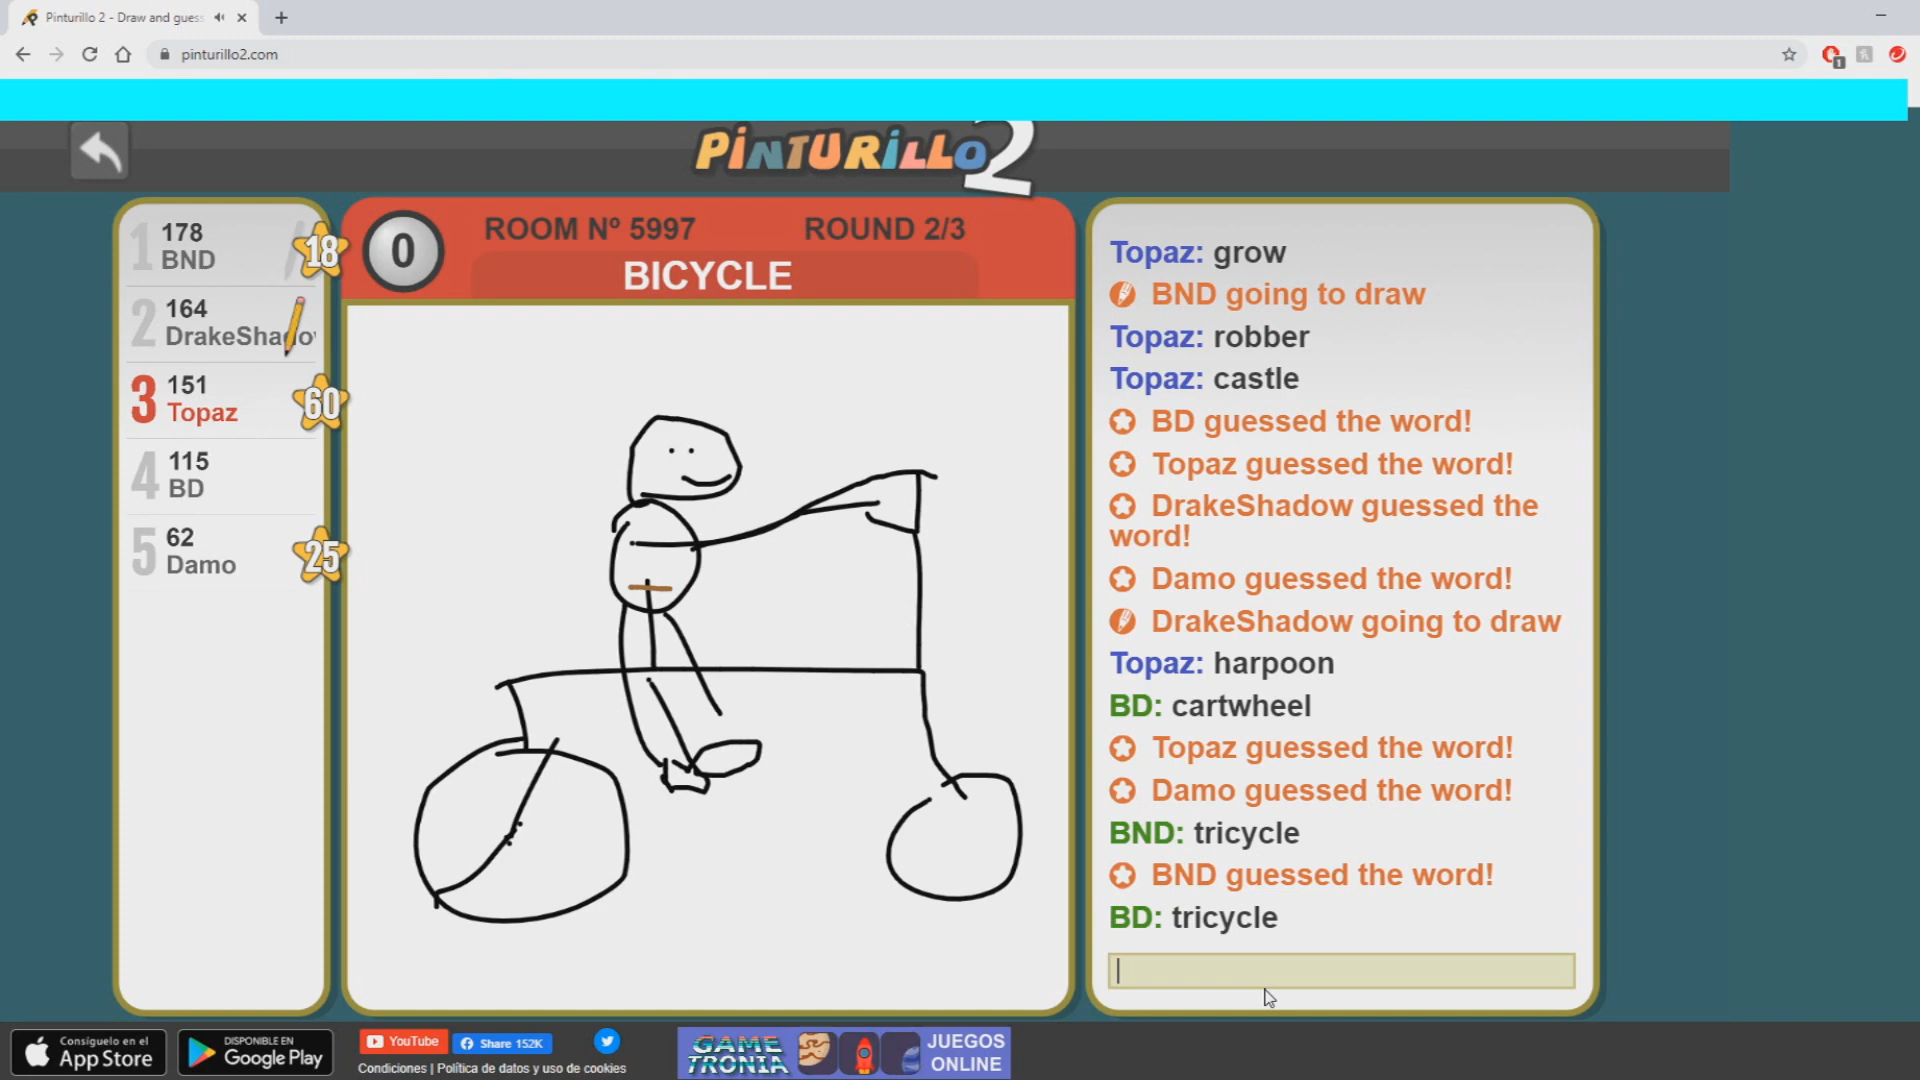 Pinturillo 2 - Draw and guess
pinturillo2.com
1
PINTURILLO 2
1 178 BND 18
2 164 DrakeShado
3 151 Topaz 60
4 115 BD
5 62 Damo 25
0
ROOM Nº 5997 ROUND 2/3
BICYCLE
Topaz: grow
BND going to draw
Topaz: robber
Topaz: castle
BD guessed the word!
Topaz guessed the word!
DrakeShadow guessed the
word!
Damo guessed the word!
DrakeShadow going to draw
Topaz: harpoon
BD: cartwheel
Topaz guessed the word!
Damo guessed the word!
BND: tricycle
BND guessed the word!
BD: tricycle
Consíguelo en el
App Store
DISPONIBLE EN
Google Play
YouTube
Share 152K
Condiciones | Política de datos y uso de cookies
GAME
TRONIA
JUEGOS
ONLINE